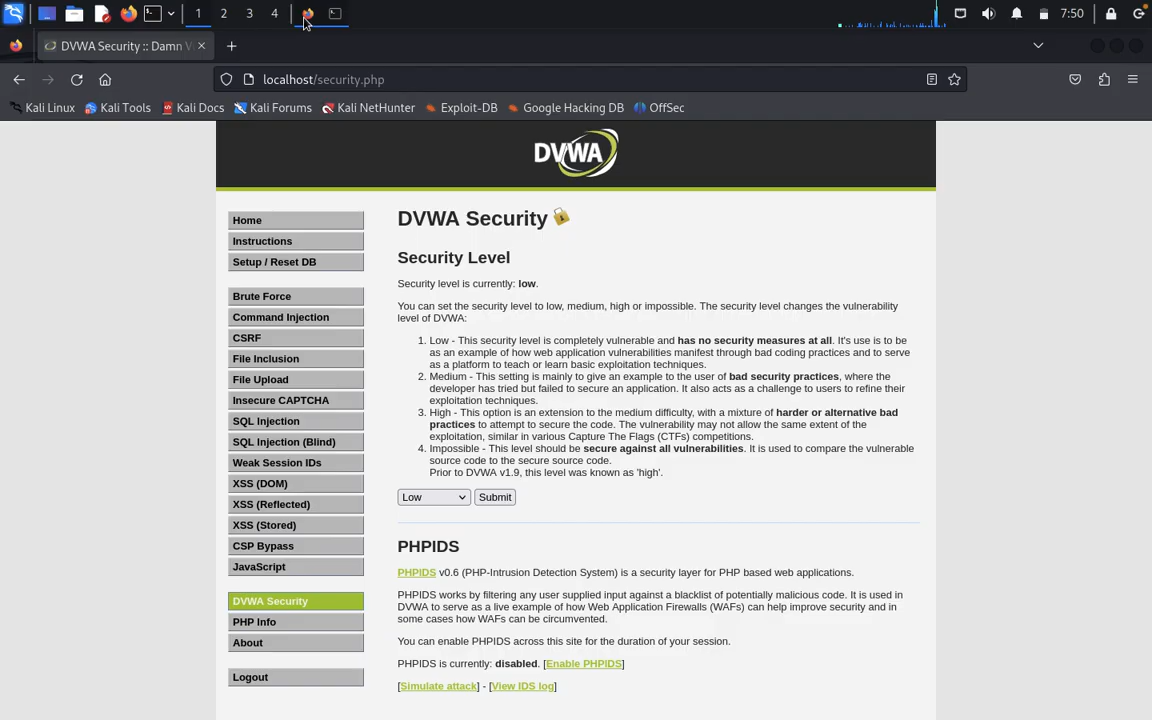 1 2 3 4 7:50
DVWA Security :: Damn V
localhost/security.php
Kali Linux Kali Tools Kali Docs Kali Forums Kali NetHunter Exploit-DB Google Hacking DB OffSec
DVWA
Home
Instructions
Setup / Reset DB
Brute Force
Command Injection
CSRF
File Inclusion
File Upload
Insecure CAPTCHA
SQL Injection
SQL Injection (Blind)
Weak Session IDs
XSS (DOM)
XSS (Reflected)
XSS (Stored)
CSP Bypass
JavaScript
DVWA Security
PHP Info
About
Logout
DVWA Security
Security Level
Security level is currently: low.
You can set the security level to low, medium, high or impossible. The security level changes the vulnerability
level of DVWA:
1. Low - This security level is completely vulnerable and has no security measures at all. It's use is to be
as an example of how web application vulnerabilities manifest through bad coding practices and to serve
as a platform to teach or learn basic exploitation techniques.
2. Medium - This setting is mainly to give an example to the user of bad security practices, where the
developer has tried but failed to secure an application. It also acts as a challenge to users to refine their
exploitation techniques.
3. High - This option is an extension to the medium difficulty, with a mixture of harder or alternative bad
practices to attempt to secure the code. The vulnerability may not allow the same extent of the
exploitation, similar in various Capture The Flags (CTFs) competitions.
4. Impossible - This level should be secure against all vulnerabilities. It is used to compare the vulnerable
source code to the secure source code.
Prior to DVWA v1.9, this level was known as 'high'.
Low Submit
PHPIDS
PHPIDS v0.6 (PHP-Intrusion Detection System) is a security layer for PHP based web applications.
PHPIDS works by filtering any user supplied input against a blacklist of potentially malicious code. It is used in
DVWA to serve as a live example of how Web Application Firewalls (WAFs) can help improve security and in
some cases how WAFs can be circumvented.
You can enable PHPIDS across this site for the duration of your session.
PHPIDS is currently: disabled. [Enable PHPIDS]
[Simulate attack] - [View IDS log]